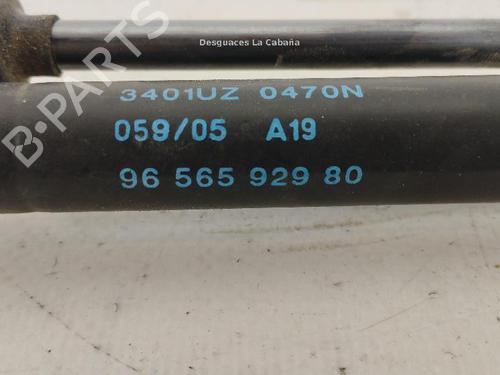 Desguaces La Cabaña
3401UZ 0470N
059/05 A19
96 565 929 80
B-PARTS